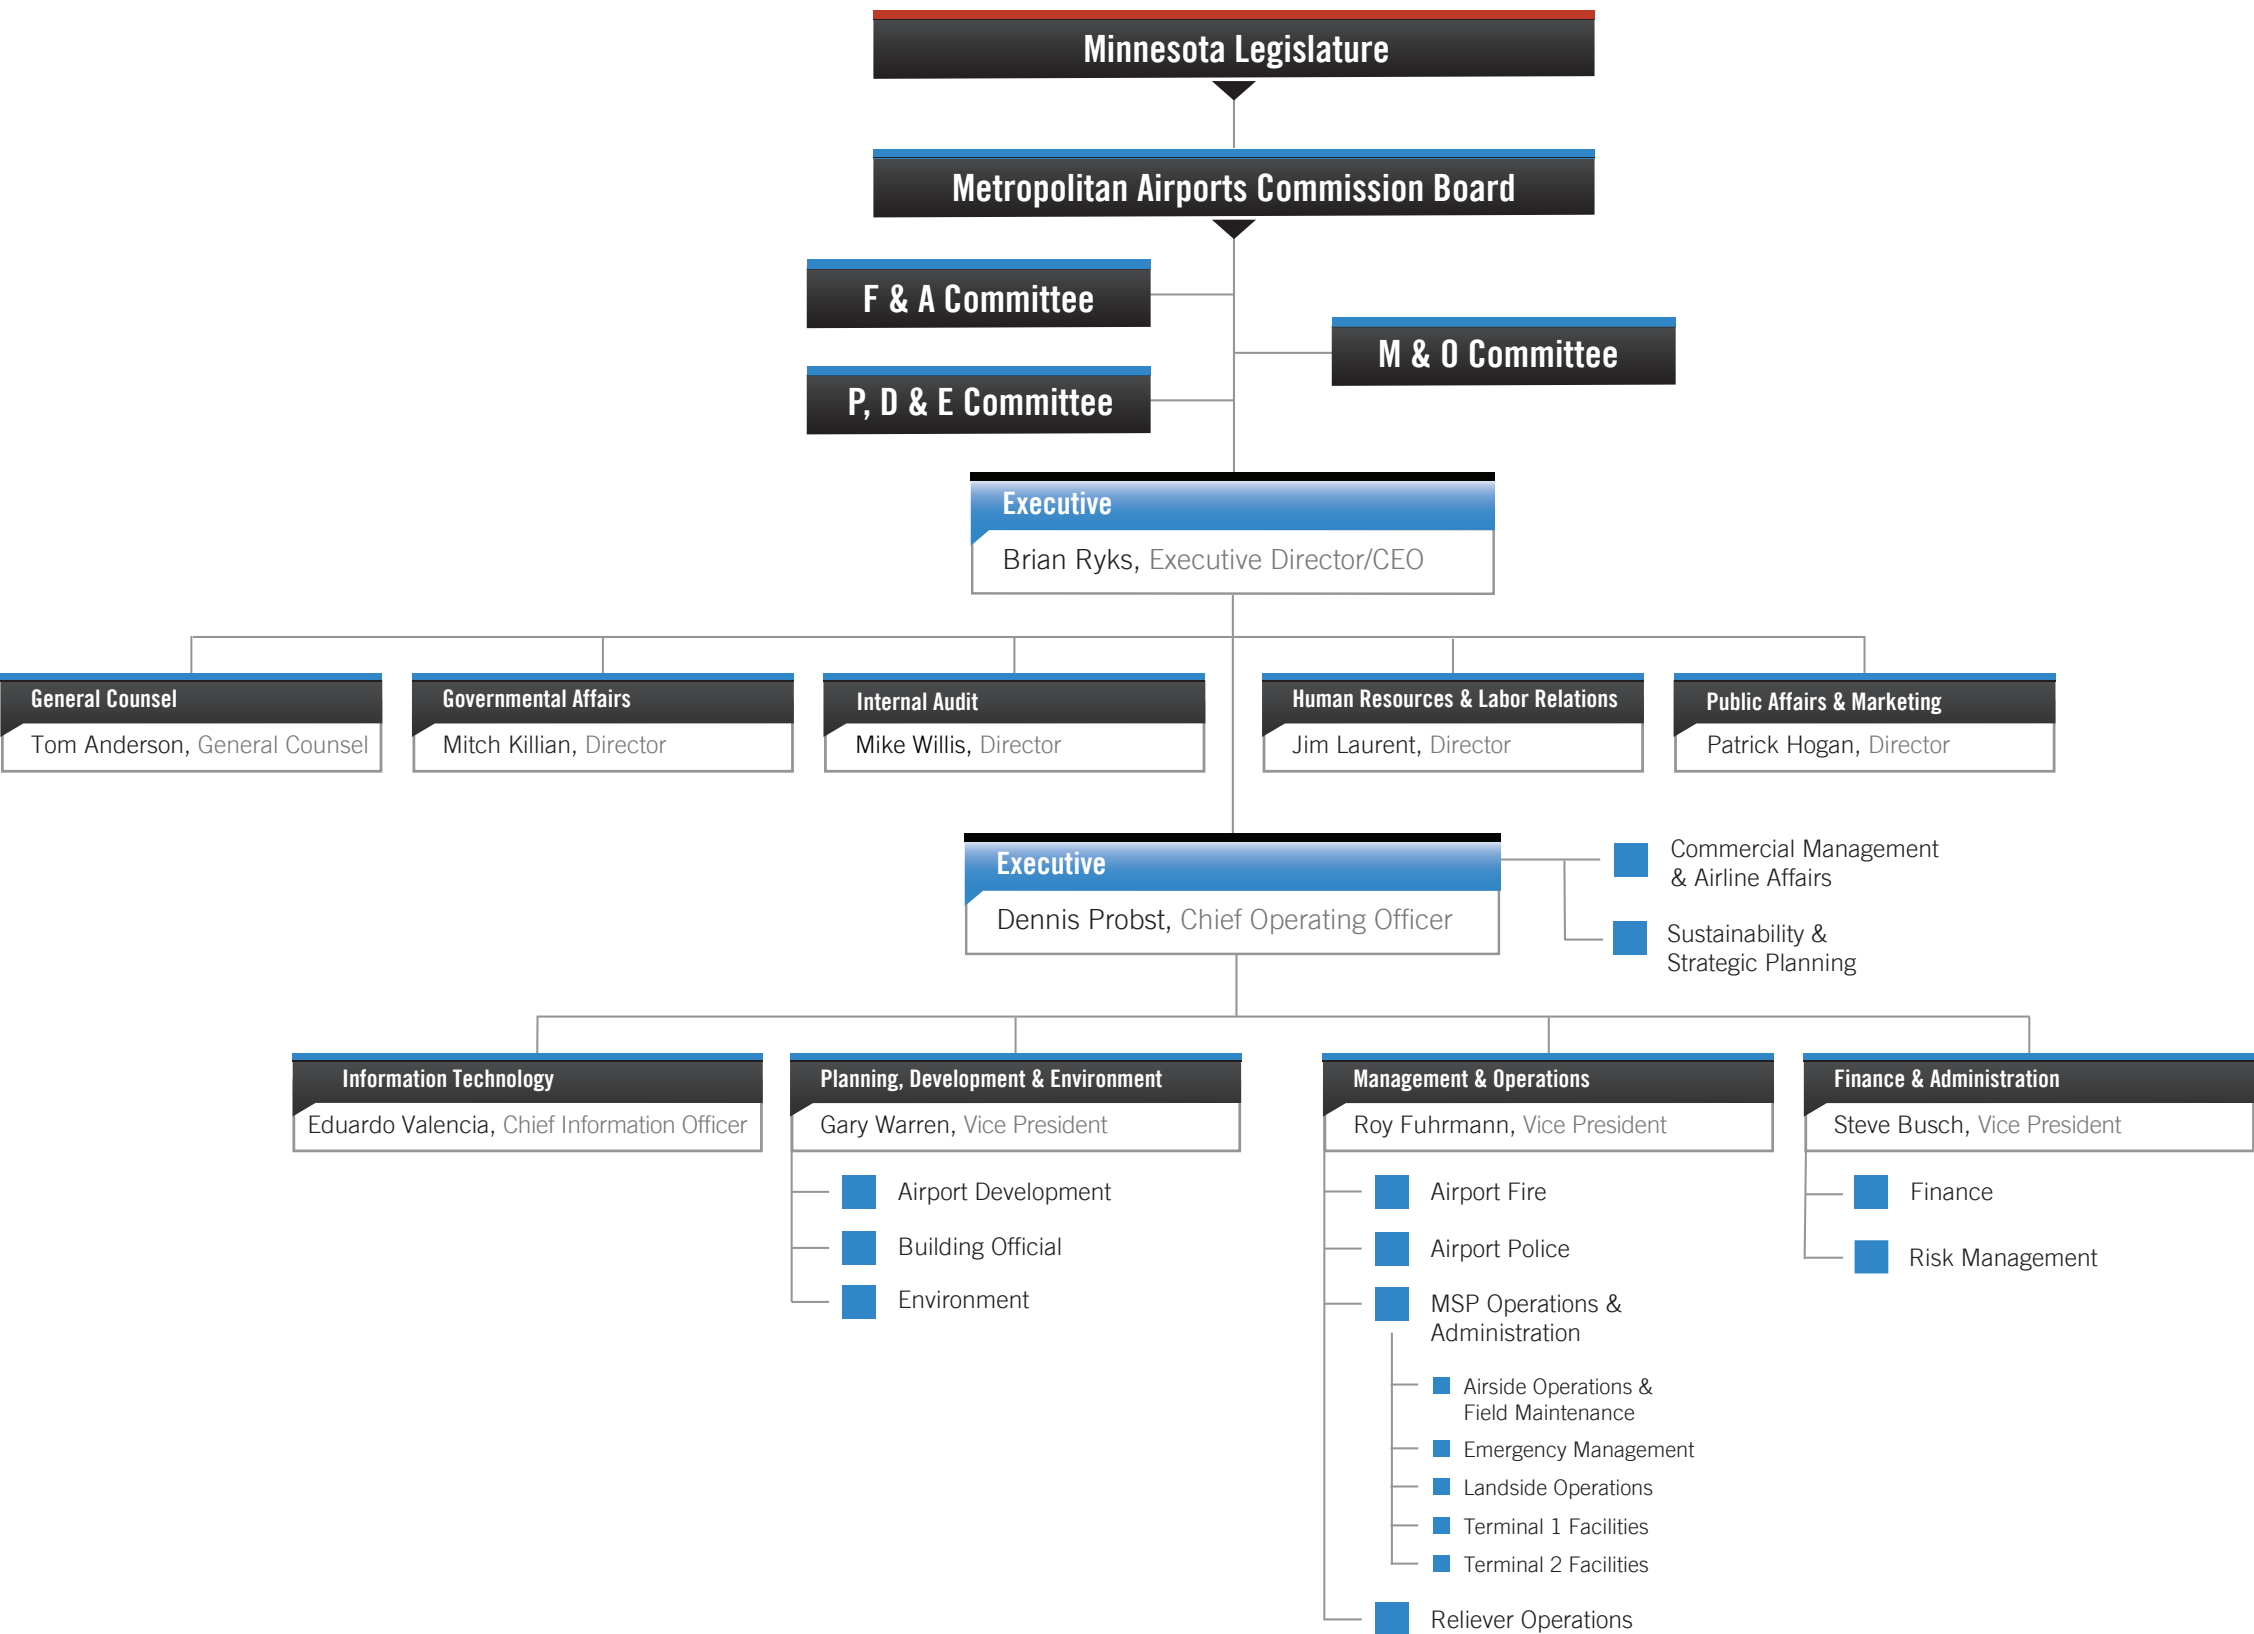 Minnesota Legislature
Metropolitan Airports Commission Board
F & A Committee
M & O Committee
P, D & E Committee
Executive
Brian Ryks, Executive Director/CEO
General Counsel
Tom Anderson, General Counsel
Governmental Affairs
Mitch Killian, Director
Internal Audit
Mike Willis, Director
Human Resources & Labor Relations
Jim Laurent, Director
Public Affairs & Marketing
Patrick Hogan, Director
Executive
Dennis Probst, Chief Operating Officer
Commercial Management
& Airline Affairs
Sustainability &
Strategic Planning
Information Technology
Eduardo Valencia, Chief Information Officer
Planning, Development & Environment
Gary Warren, Vice President
Airport Development
Building Official
Environment
Management & Operations
Roy Fuhrmann, Vice President
Airport Fire
Airport Police
MSP Operations &
Administration
Airside Operations &
Field Maintenance
Emergency Management
Landside Operations
Terminal 1 Facilities
Terminal 2 Facilities
Reliever Operations
Finance & Administration
Steve Busch, Vice President
Finance
Risk Management